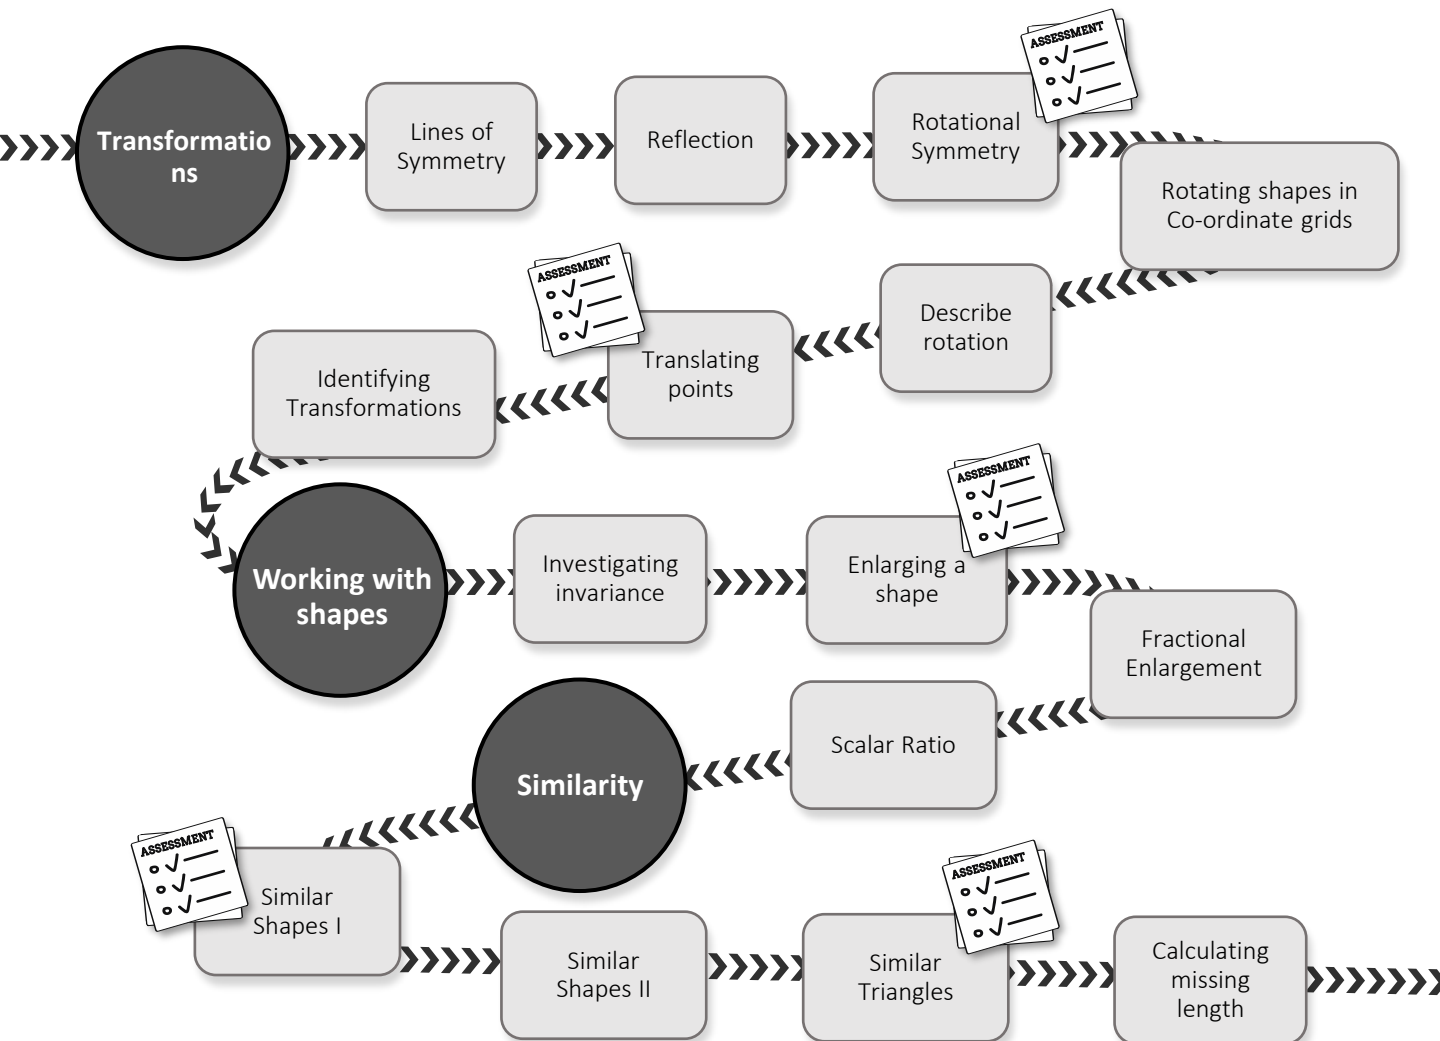 Transformatio
ns
Lines of
Symmetry
Reflection
Rotational
Symmetry
ASSESSMENT
Rotating shapes in
Co-ordinate grids
Describe
rotation
Translating
points
ASSESSMENT
Identifying
Transformations
Working with
shapes
Investigating
invariance
Enlarging a
shape
ASSESSMENT
Fractional
Enlargement
Scalar Ratio
Similarity
ASSESSMENT
Similar
Shapes I
Similar
Shapes II
Similar
Triangles
ASSESSMENT
Calculating
missing
length